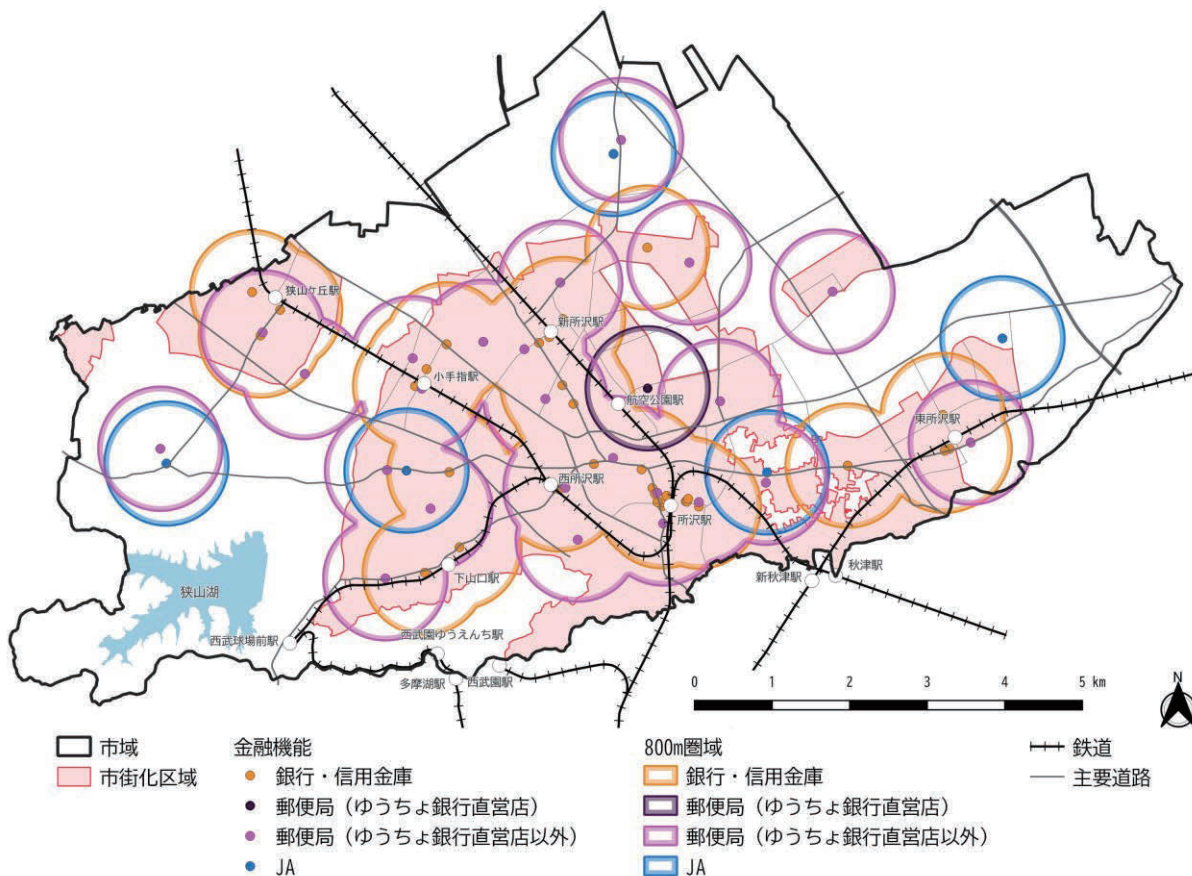 狭山ケ丘駅
新所沢駅
小手指駅
航空公園駅
東所沢駅
西所沢駅
所沢駅
下山口駅
新秋津駅
秋津駅
狭山湖
西武球場前駅
西武園ゆうえんち駅
多摩湖駅
西武園駅
0 1 2 3 4 5 km
N
市域
市街化区域
金融機能
銀行・信用金庫
郵便局（ゆうちょ銀行直営店）
郵便局（ゆうちょ銀行直営店以外）
JA
800m圏域
銀行・信用金庫
郵便局（ゆうちょ銀行直営店）
郵便局（ゆうちょ銀行直営店以外）
JA
鉄道
主要道路